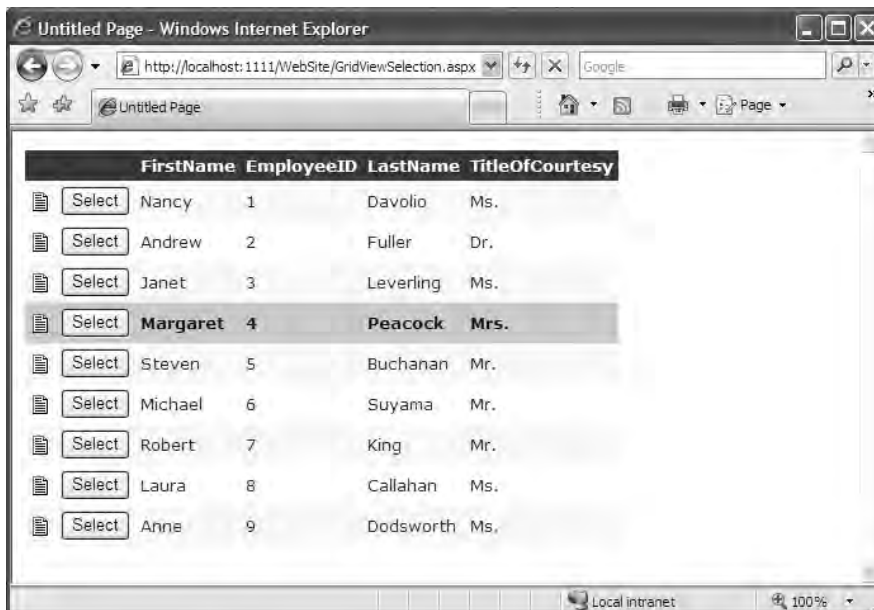 Untitled Page - Windows Internet Explorer
http://localhost:1111/WebSite/GridViewSelection.aspx Google
Untitled Page Page
FirstName EmployeeID LastName TitleOfCourtesy
Select Nancy 1 Davolio Ms.
Select Andrew 2 Fuller Dr.
Select Janet 3 Leverling Ms.
Select Margaret 4 Peacock Mrs.
Select Steven 5 Buchanan Mr.
Select Michael 6 Suyama Mr.
Select Robert 7 King Mr.
Select Laura 8 Callahan Ms.
Select Anne 9 Dodsworth Ms.
Local intranet 100%